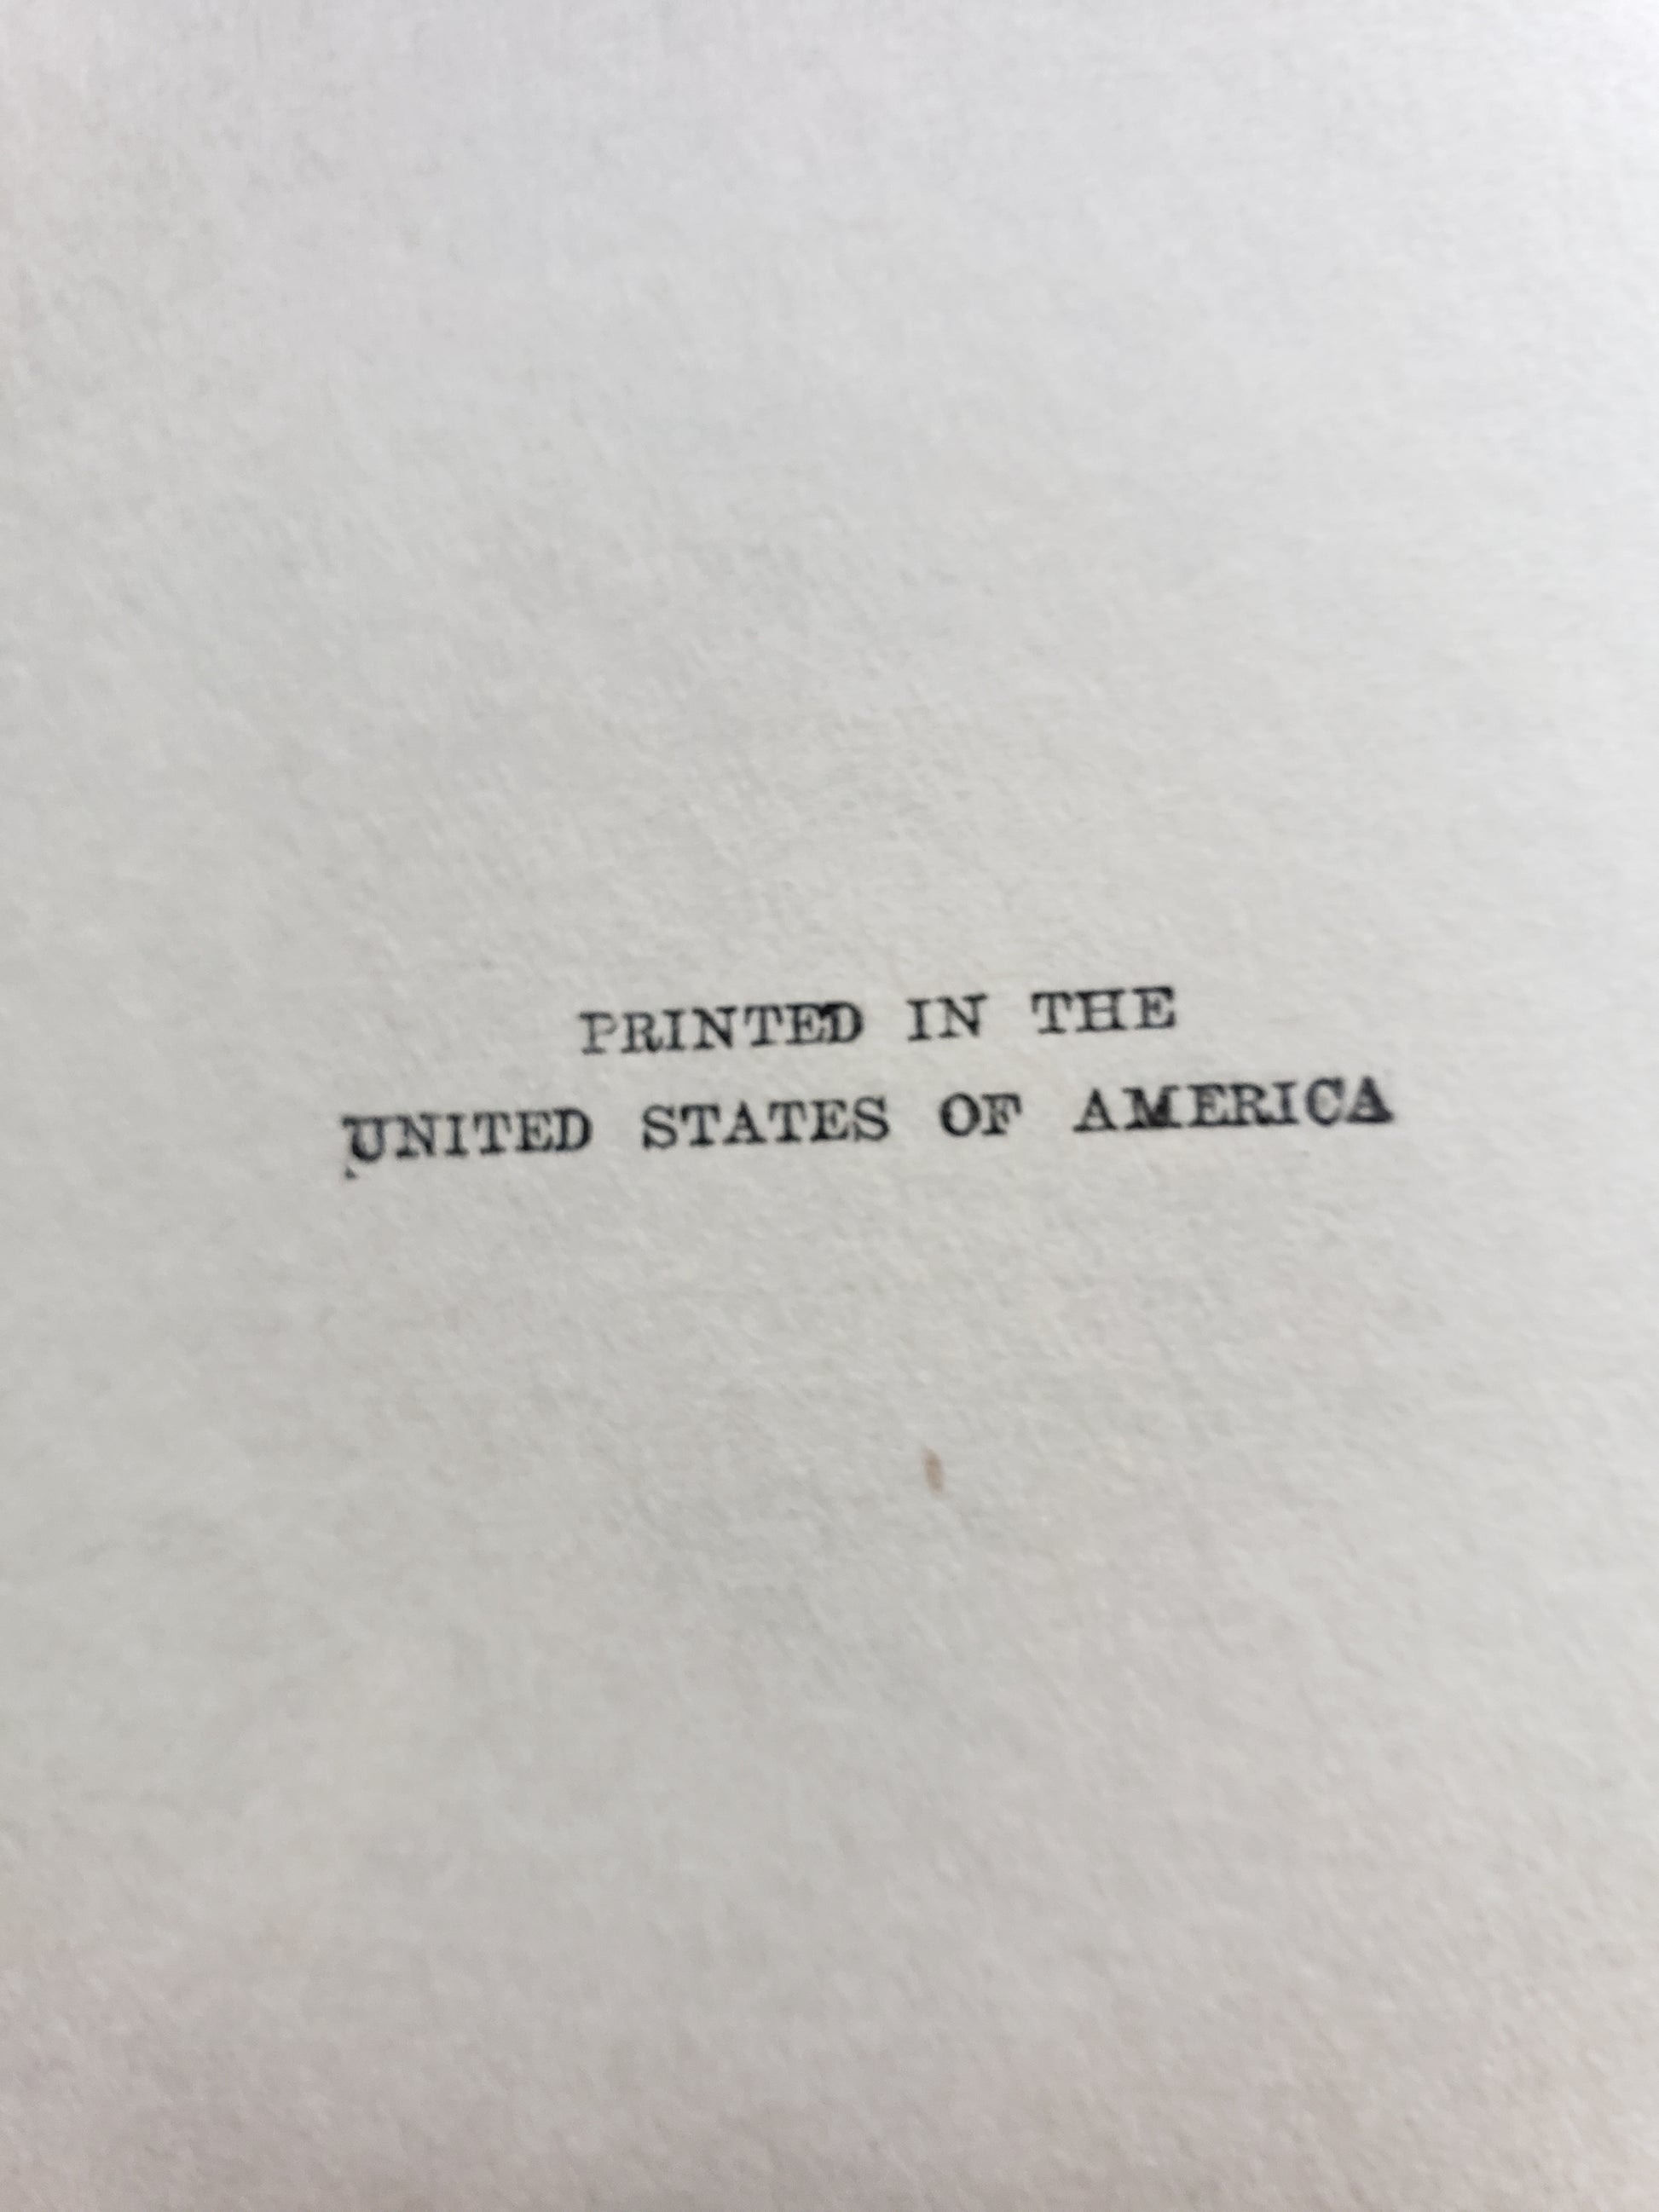 PRINTED IN THE
UNITED STATES OF AMERICA